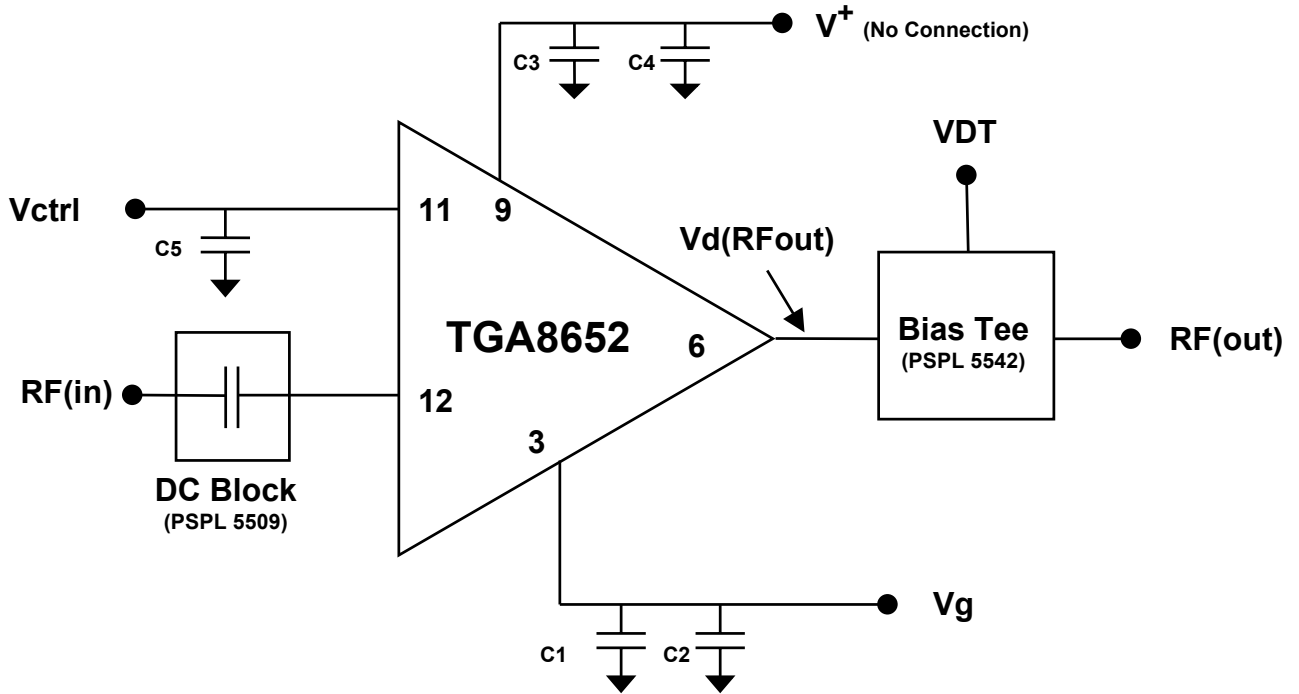 V+ (No Connection)
C3
C4
VDT
Vctrl
11
9
C5
Vd(RFout)
TGA8652
6
Bias Tee
(PSPL 5542)
RF(out)
RF(in)
12
3
DC Block
(PSPL 5509)
Vg
C1
C2